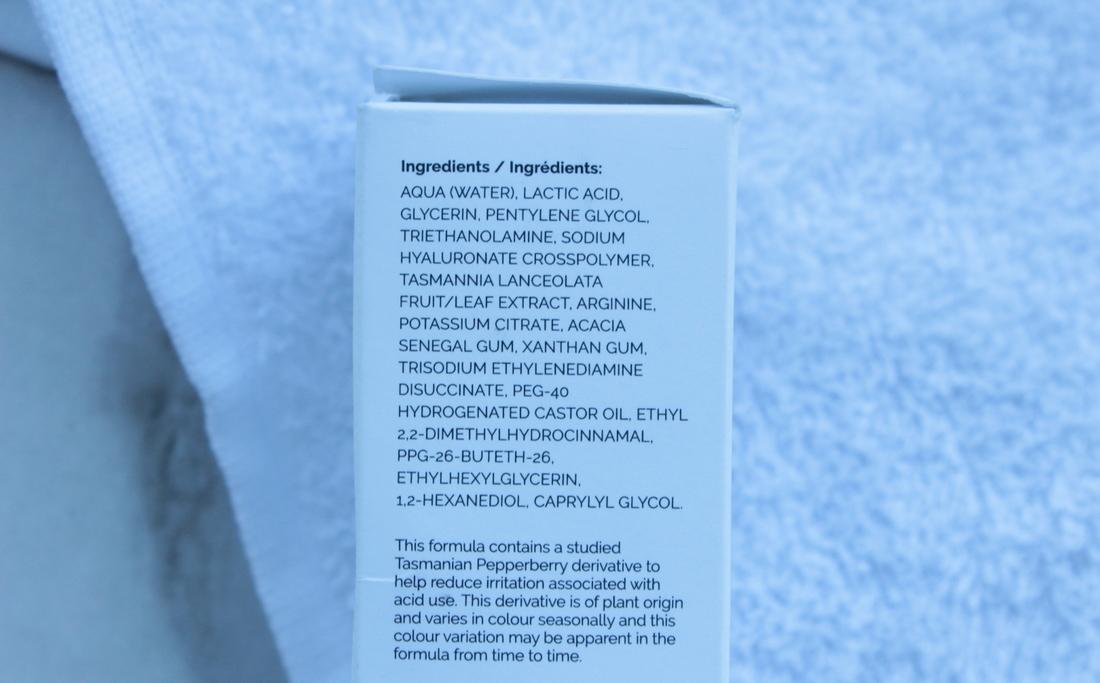 Ingredients / Ingrédients:
AQUA (WATER), LACTIC ACID,
GLYCERIN, PENTYLENE GLYCOL,
TRIETHANOLAMINE, SODIUM
HYALURONATE CROSSPOLYMER,
TASMANNIA LANCEOLATA
FRUIT/LEAF EXTRACT, ARGININE,
POTASSIUM CITRATE, ACACIA
SENEGAL GUM, XANTHAN GUM,
TRISODIUM ETHYLENEDIAMINE
DISUCCINATE, PEG-40
HYDROGENATED CASTOR OIL, ETHYL
2,2-DIMETHYLHYDROCINNAMAL,
PPG-26-BUTETH-26,
ETHYLHEXYLGLYCERIN,
1,2-HEXANEDIOL, CAPRYLYL GLYCOL.
This formula contains a studied
Tasmanian Pepperberry derivative to
help reduce irritation associated with
acid use. This derivative is of plant origin
and varies in colour seasonally and this
colour variation may be apparent in the
formula from time to time.